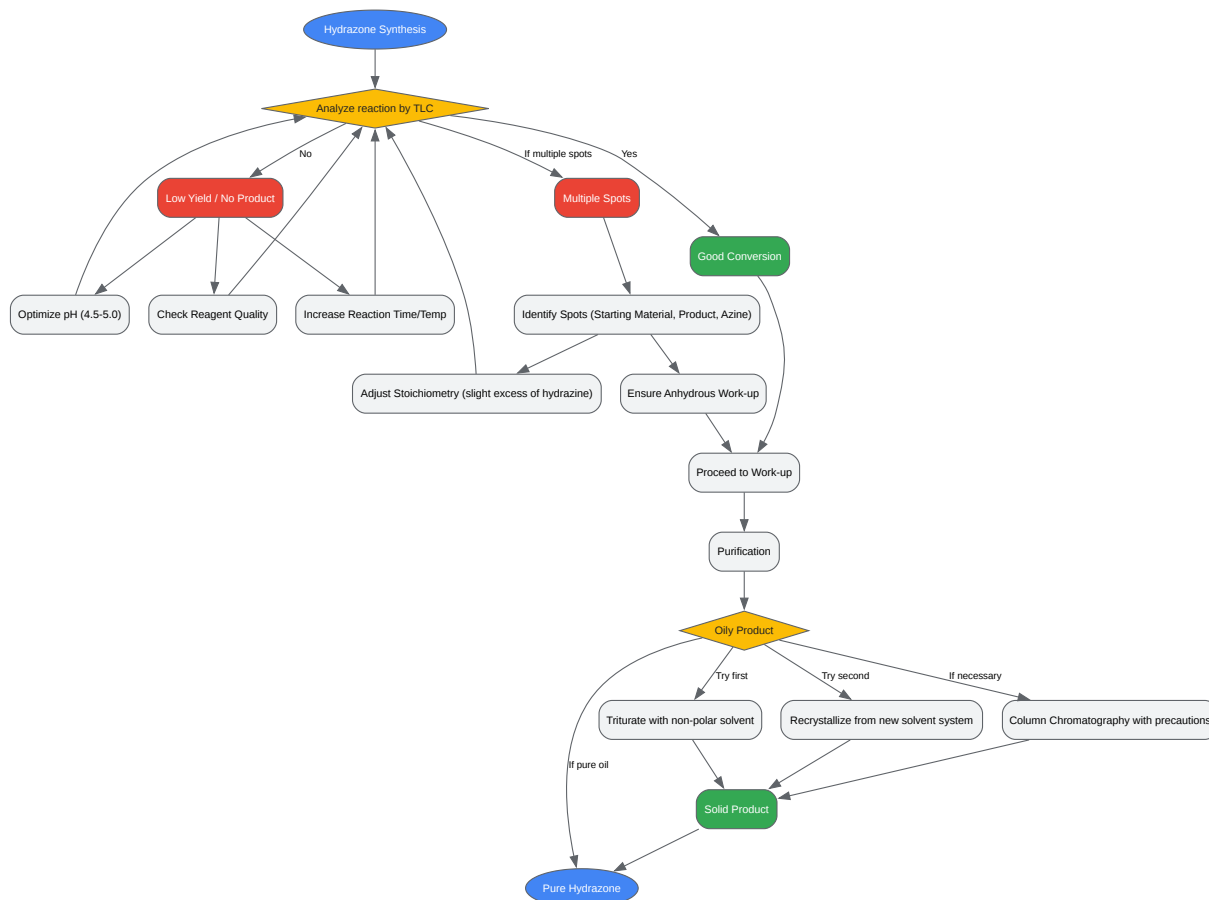 Hydrazone Synthesis
Analyze reaction by TLC
No
If multiple spots
Yes
Low Yield / No Product
Multiple Spots
Good Conversion
Optimize pH (4.5-5.0)
Check Reagent Quality
Increase Reaction Time/Temp
Identify Spots (Starting Material, Product, Azine)
Adjust Stoichiometry (slight excess of hydrazine)
Ensure Anhydrous Work-up
Proceed to Work-up
Purification
Oily Product
Try first
Try second
If necessary
Triturate with non-polar solvent
Recrystallize from new solvent system
Column Chromatography with precautions
If pure oil
Solid Product
Pure Hydrazone